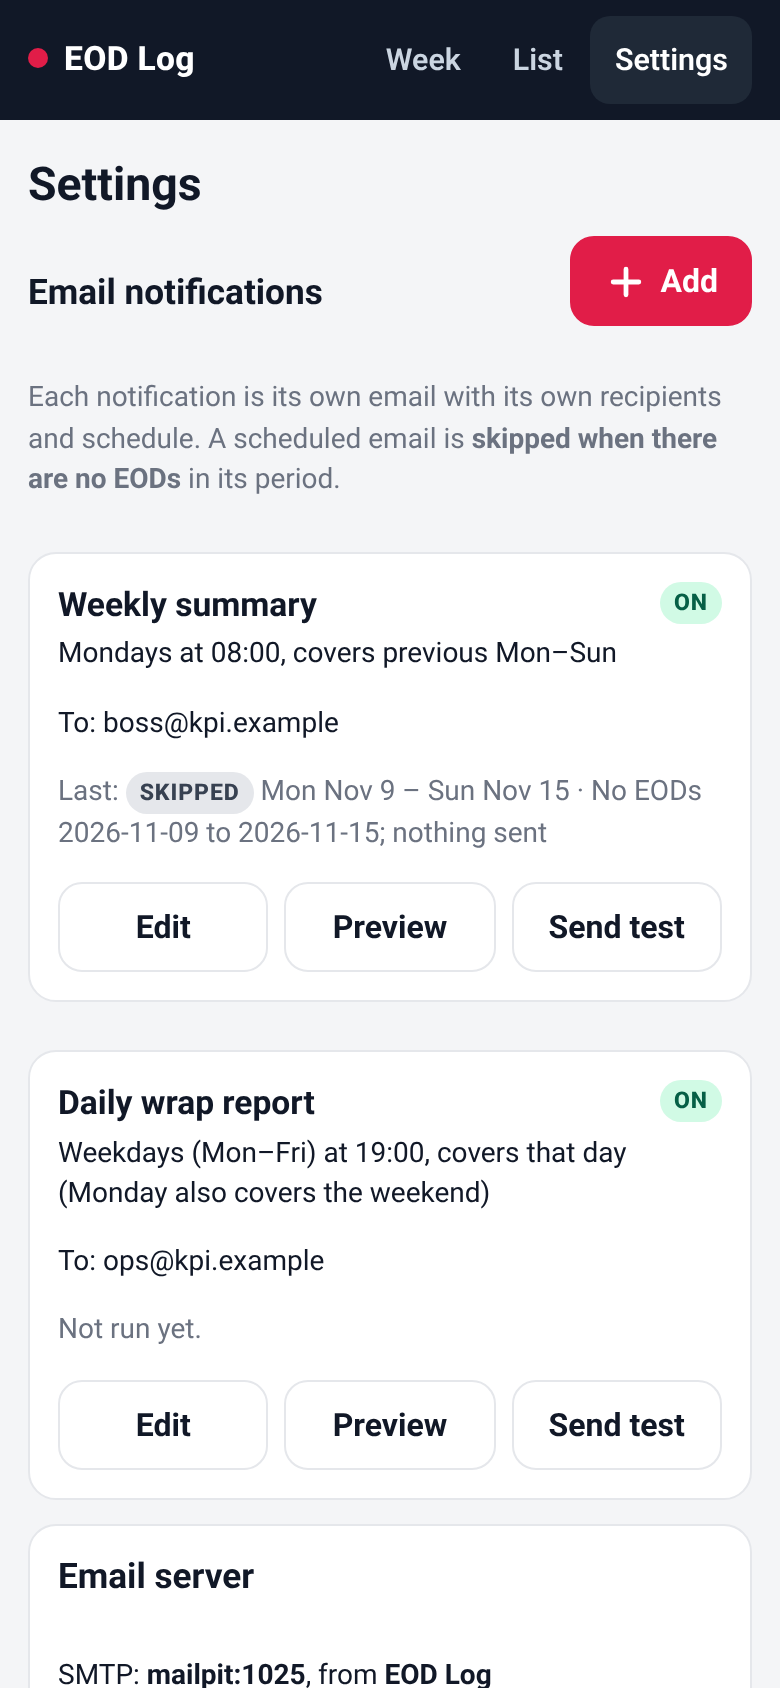 EOD Log
Week
List
Settings
Settings
Email notifications
+ Add
Each notification is its own email with its own recipients
and schedule. A scheduled email is skipped when there
are no EODs in its period.
Weekly summary
ON
Mondays at 08:00, covers previous Mon–Sun
To: boss@kpi.example
Last: SKIPPED Mon Nov 9 – Sun Nov 15 · No EODs
2026-11-09 to 2026-11-15; nothing sent
Edit
Preview
Send test
Daily wrap report
ON
Weekdays (Mon–Fri) at 19:00, covers that day
(Monday also covers the weekend)
To: ops@kpi.example
Not run yet.
Edit
Preview
Send test
Email server
SMTP: mailpit:1025, from EOD Log